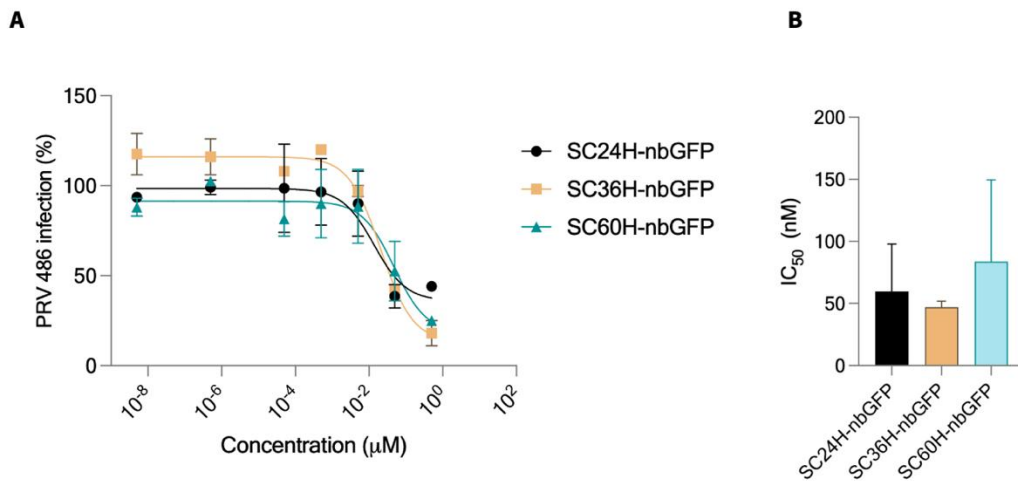 A
PRV 486 infection (%)
150
100
50
0
10⁻⁸
10⁻⁶
10⁻⁴
10⁻²
10⁰
10²
Concentration (μM)
SC24H-nbGFP
SC36H-nbGFP
SC60H-nbGFP
B
IC₅₀ (nM)
200
150
100
50
0
SC24H-nbGFP
SC36H-nbGFP
SC60H-nbGFP